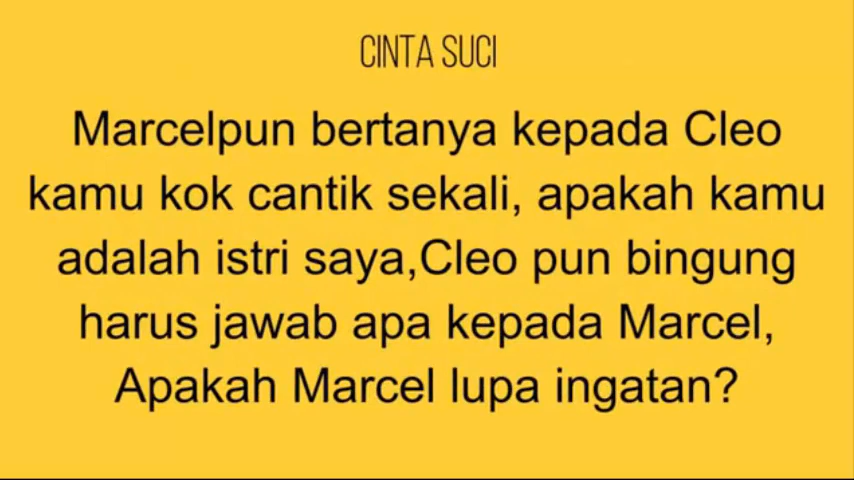 CINTA SUCI
Marcelpun bertanya kepada Cleo
kamu kok cantik sekali, apakah kamu
adalah istri saya,Cleo pun bingung
harus jawab apa kepada Marcel,
Apakah Marcel lupa ingatan?